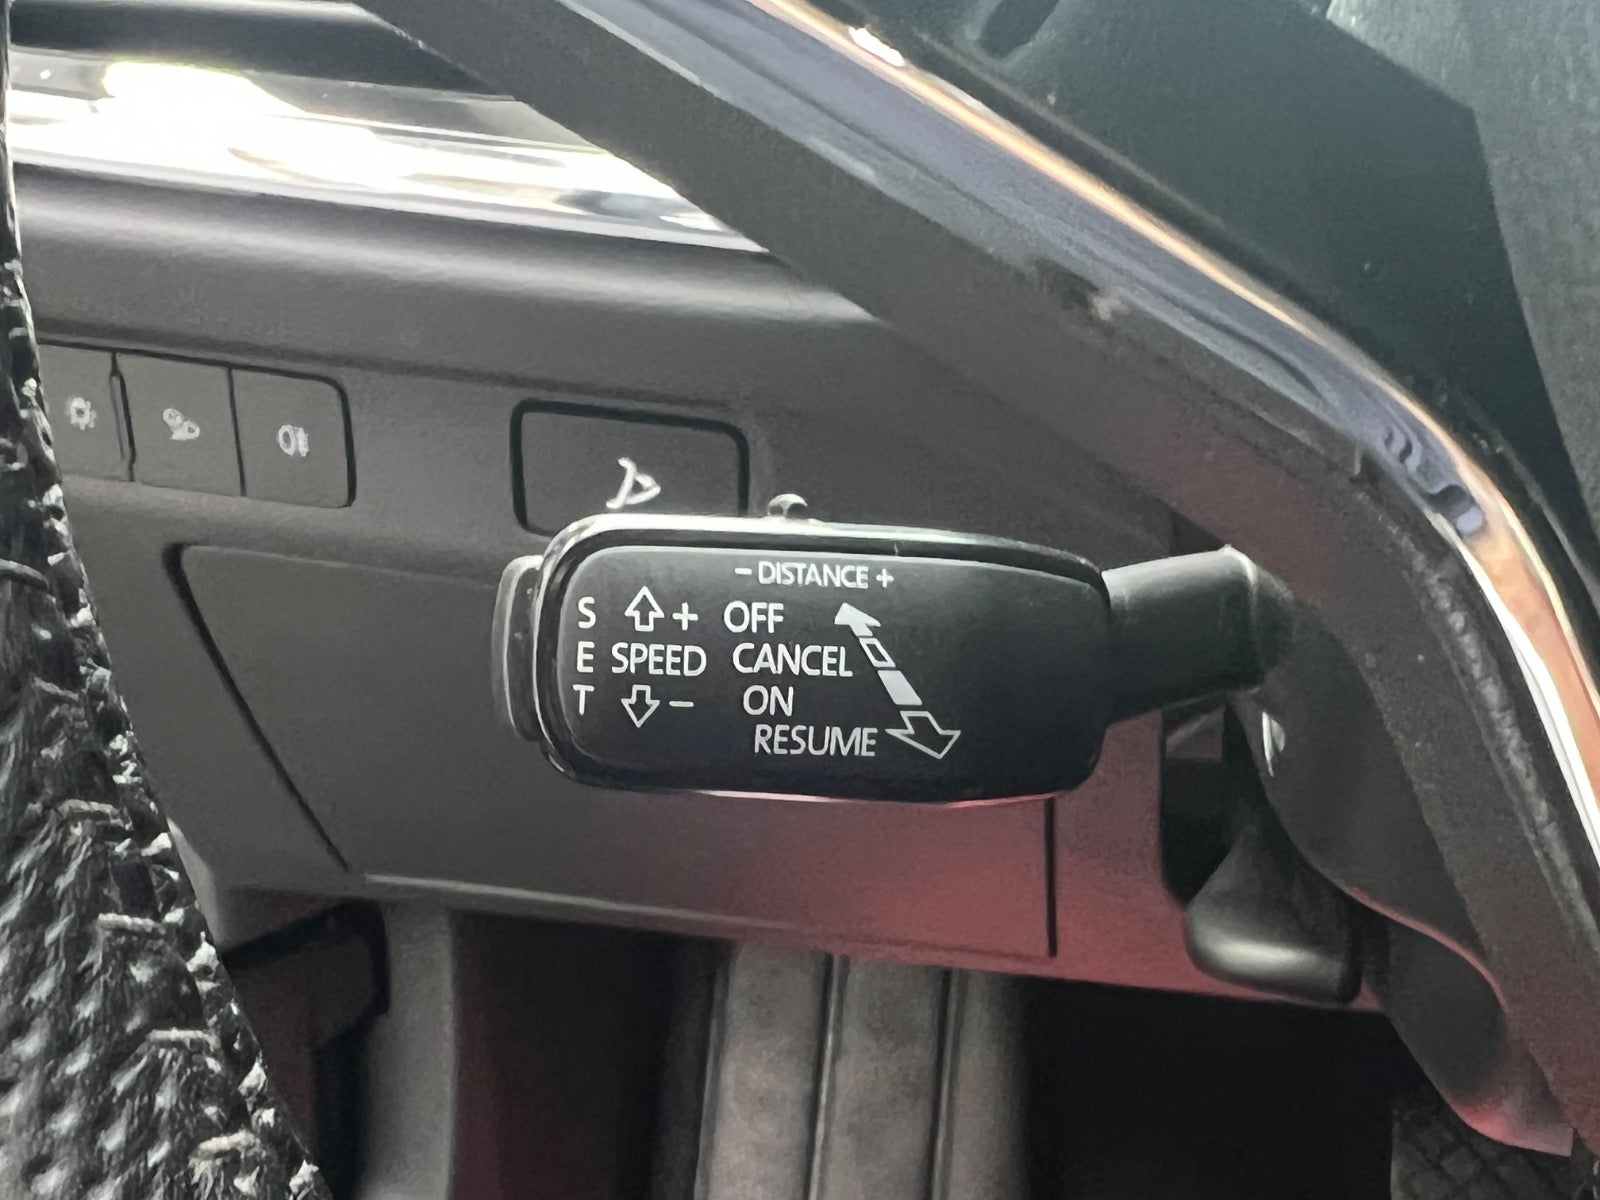 - DISTANCE +
S + OFF
E SPEED CANCEL
T - ON
RESUME